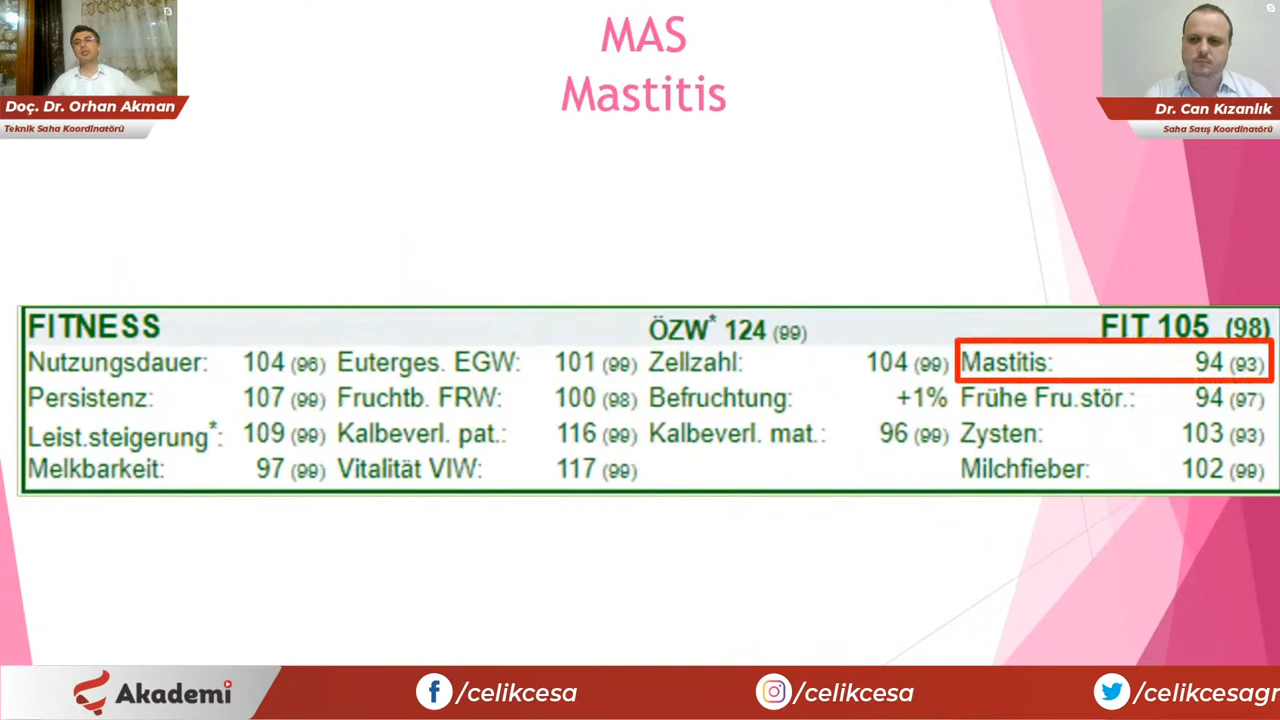 MAS
Mastitis
Doç. Dr. Orhan Akman
Teknik Saha Koordinatörü
Dr. Can Kızanlık
Saha Satış Koordinatörü
FITNESS ÖZW* 124 (99) FIT 105 (98)
Nutzungsdauer: 104 (96) Euterges. EGW: 101 (99) Zellzahl: 104 (99) Mastitis: 94 (93)
Persistenz: 107 (99) Fruchtb. FRW: 100 (98) Befruchtung: +1% Frühe Fru.stör.: 94 (97)
Leist.steigerung*: 109 (99) Kalbeverl. pat.: 116 (99) Kalbeverl. mat.: 96 (99) Zysten: 103 (93)
Melkbarkeit: 97 (99) Vitalität VIW: 117 (99) Milchfieber: 102 (99)
Akademi /celikcesa /celikcesa /celikcesagr